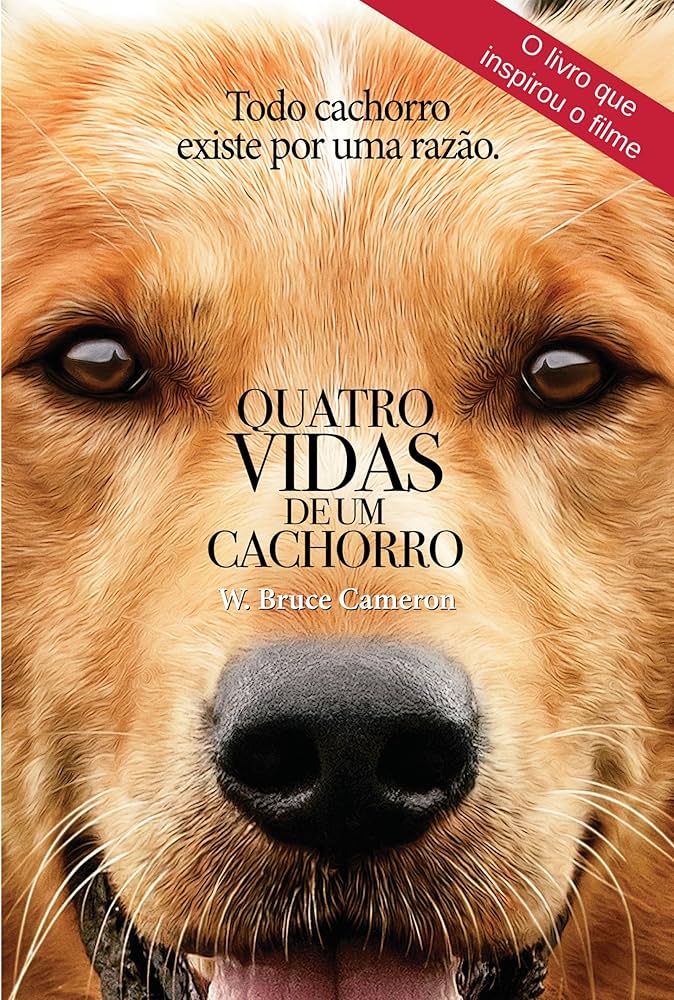 O livro que
inspirou o filme
Todo cachorro
existe por uma razão.
QUATRO
VIDAS
DE UM
CACHORRO
W. Bruce Cameron